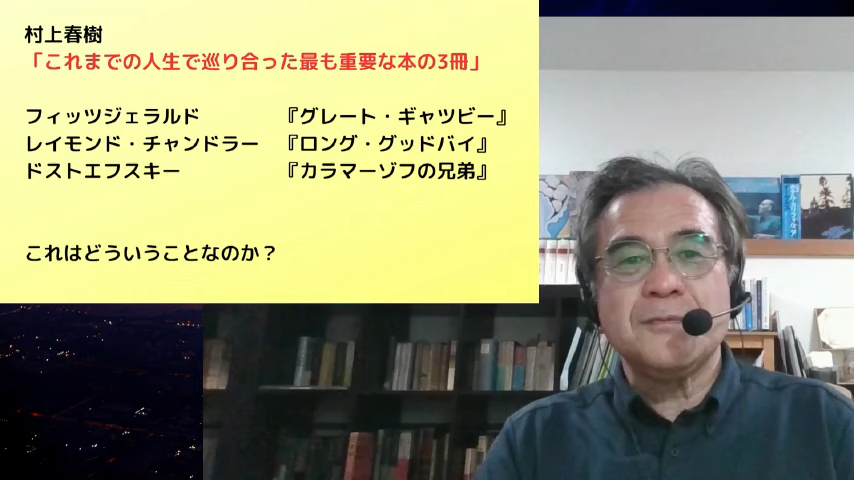 村上春樹
「これまでの人生で巡り合った最も重要な本の3冊」
フィッツジェラルド 『グレート・ギャツビー』
レイモンド・チャンドラー 『ロング・グッドバイ』
ドストエフスキー 『カラマーゾフの兄弟』
これはどういうことなのか？